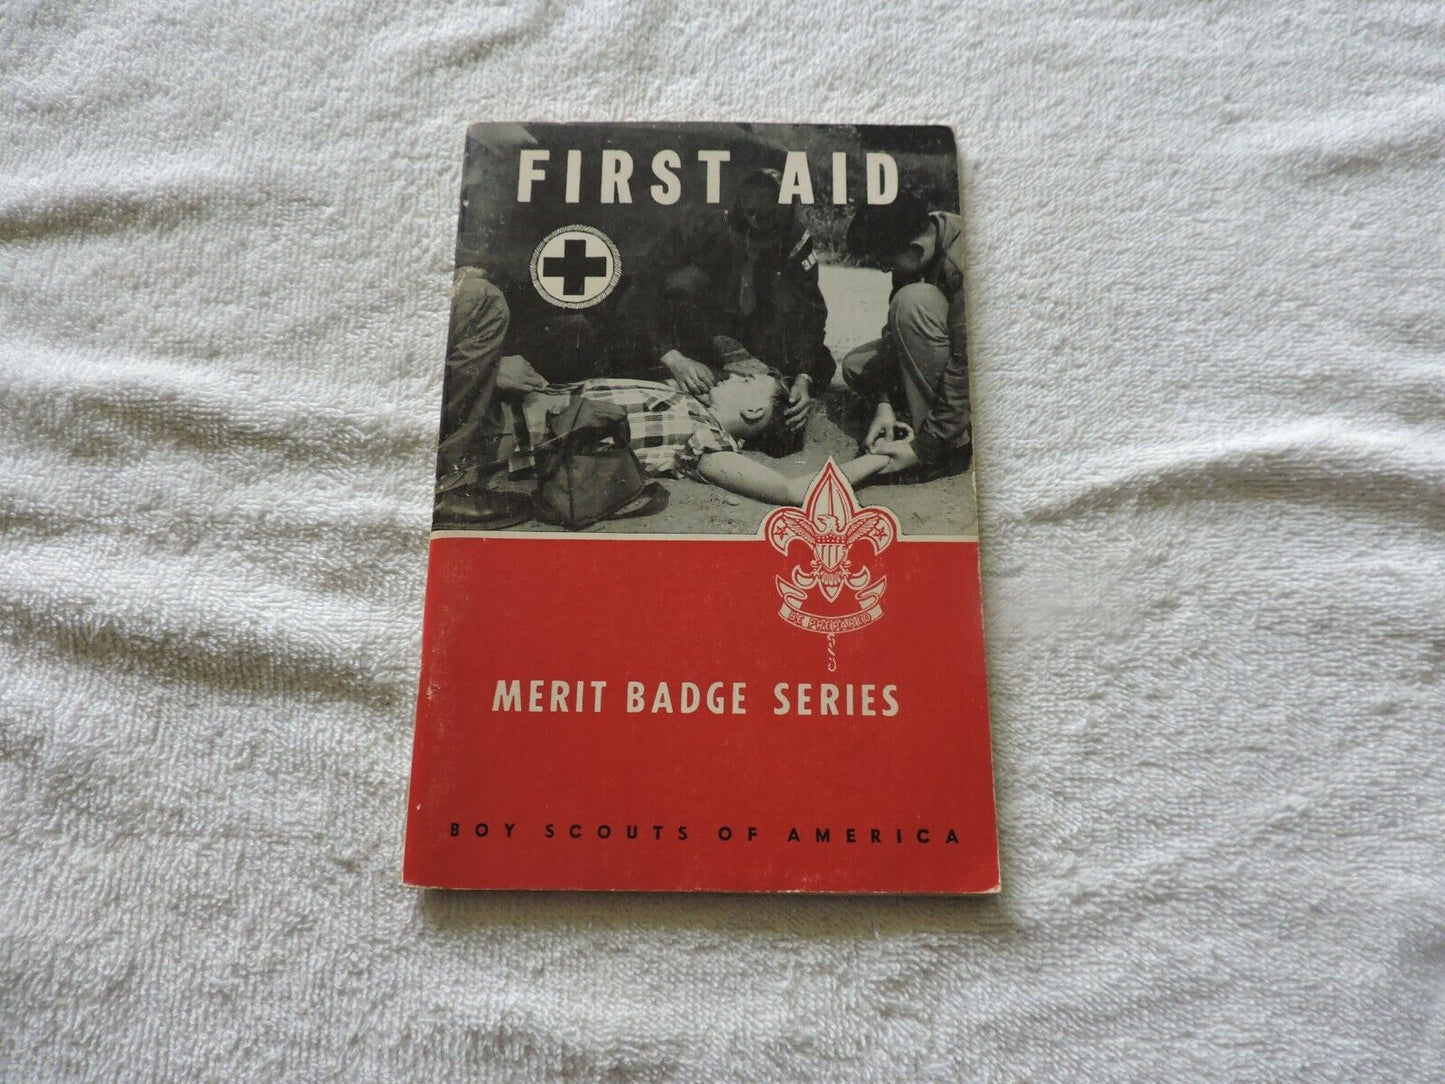 FIRST AID
BE PREPARED
MERIT BADGE SERIES
BOY SCOUTS OF AMERICA